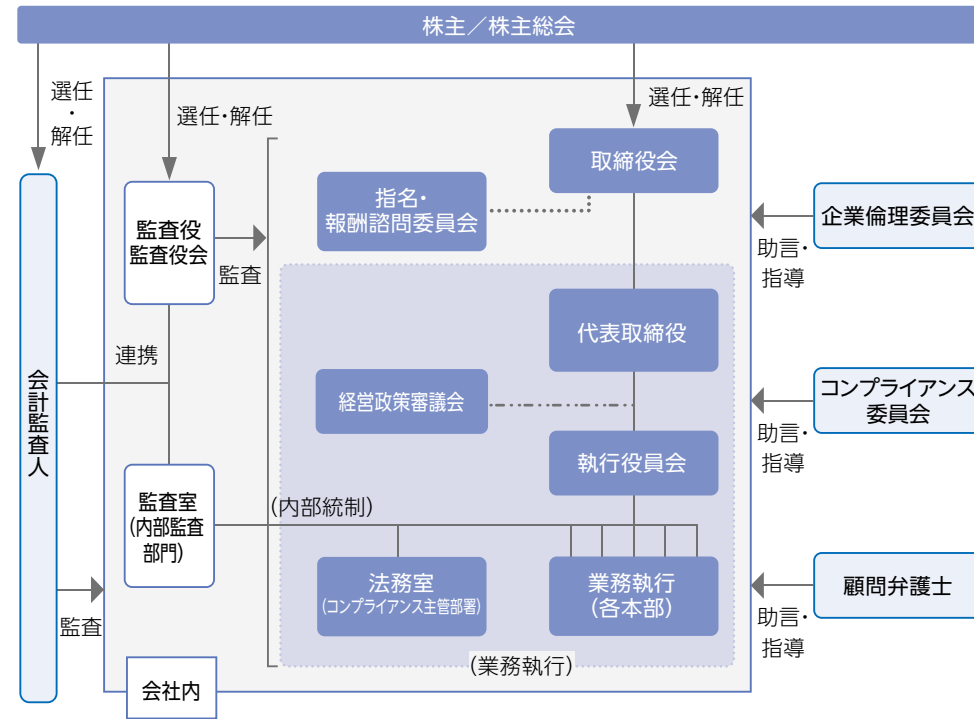 株主／株主総会
選任
・
解任
選任・解任
選任・解任
取締役会
指名・
報酬諮問委員会
監査役
監査役会
監査
企業倫理委員会
助言・
指導
代表取締役
連携
会計監査人
経営政策審議会
コンプライアンス
委員会
助言・
指導
執行役員会
監査室
(内部監査
部門)
(内部統制)
法務室
(コンプライアンス主管部署)
業務執行
(各本部)
顧問弁護士
助言・
指導
監査
(業務執行)
会社内